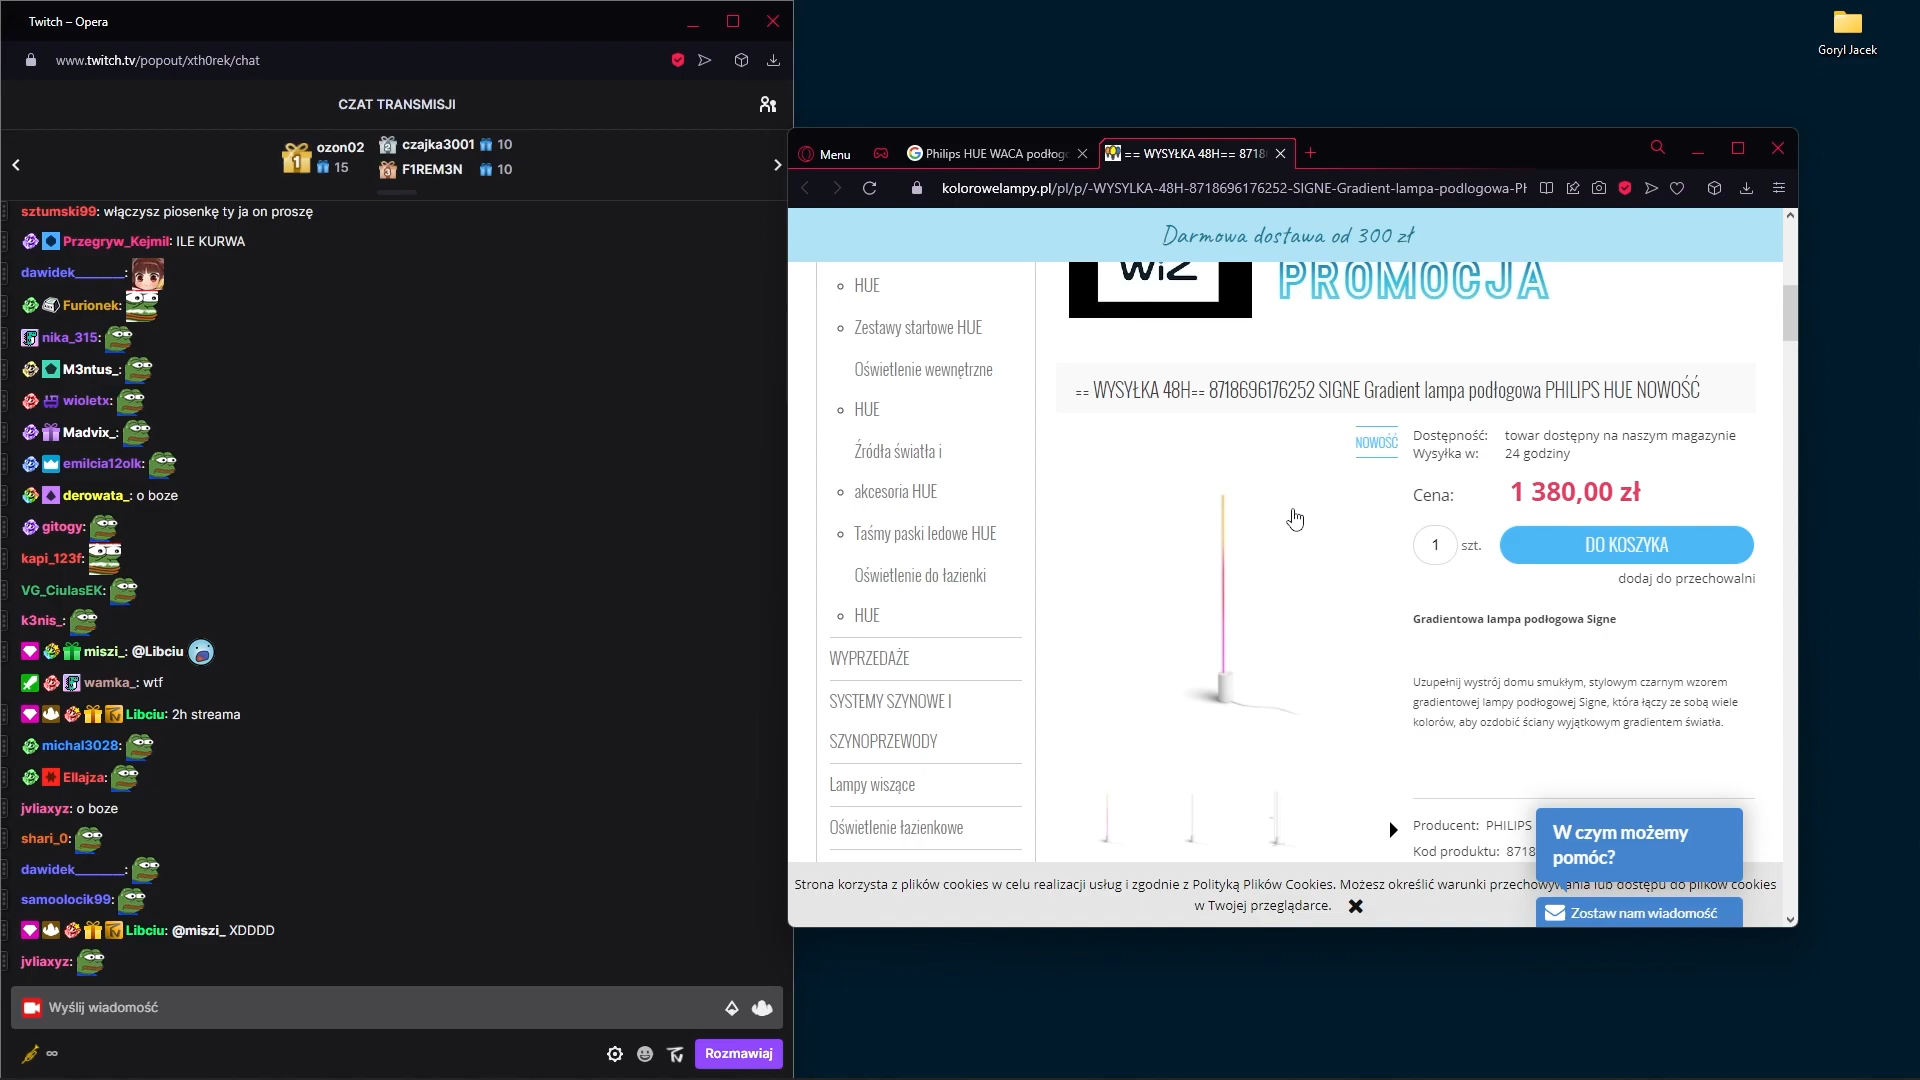 Twitch – Opera
www.twitch.tv/popout/xth0rek/chat
CZAT TRANSMISJI
1 ozon02 15
2 czajka3001 10
3 F1REM3N 10
sztumski99: włączysz piosenkę ty ja on proszę
Przegryw_Kejmil: ILE KURWA
dawidek_______:
Furionek:
nika_315:
M3ntus_:
wioletx:
Madvix_:
emilcia12olk:
derowata_: o boze
gitogy:
kapi_123f:
VG_CiulasEK:
k3nis_:
miszi_: @Libciu
wamka_: wtf
Libciu: 2h streama
michal3028:
Ellajza:
jvliaxyz: o boze
shari_0:
dawidek_______:
samoolocik99:
Libciu: @miszi_ XDDDD
jvliaxyz:
Wyślij wiadomość
∞
Rozmawiaj
Goryl Jacek
Menu
Philips HUE WACA podłog
== WYSYŁKA 48H== 8718
kolorowelampy.pl/pl/p/-WYSYLKA-48H-8718696176252-SIGNE-Gradient-lampa-podlogowa-PH
Darmowa dostawa od 300 zł
WiZ
PROMOCJA
HUE
Zestawy startowe HUE
Oświetlenie wewnętrzne
HUE
Źródła światła i
akcesoria HUE
Taśmy paski ledowe HUE
Oświetlenie do łazienki
HUE
WYPRZEDAŻE
SYSTEMY SZYNOWE I
SZYNOPRZEWODY
Lampy wiszące
Oświetlenie łazienkowe
== WYSYŁKA 48H== 8718696176252 SIGNE Gradient lampa podłogowa PHILIPS HUE NOWOŚĆ
NOWOŚĆ
Dostępność: towar dostępny na naszym magazynie
Wysyłka w: 24 godziny
Cena: 1 380,00 zł
1 szt. DO KOSZYKA
dodaj do przechowalni
Gradientowa lampa podłogowa Signe
Uzupełnij wystrój domu smukłym, stylowym czarnym wzorem
gradientowej lampy podłogowej Signe, która łączy ze sobą wiele
kolorów, aby ozdobić ściany wyjątkowym gradientem światła.
Producent: PHILIPS
Kod produktu: 8718
W czym możemy
pomóc?
Strona korzysta z plików cookies w celu realizacji usług i zgodnie z Polityką Plików Cookies. Możesz określić warunki przechowywania lub dostępu do plików cookies
w Twojej przeglądarce.
Zostaw nam wiadomość